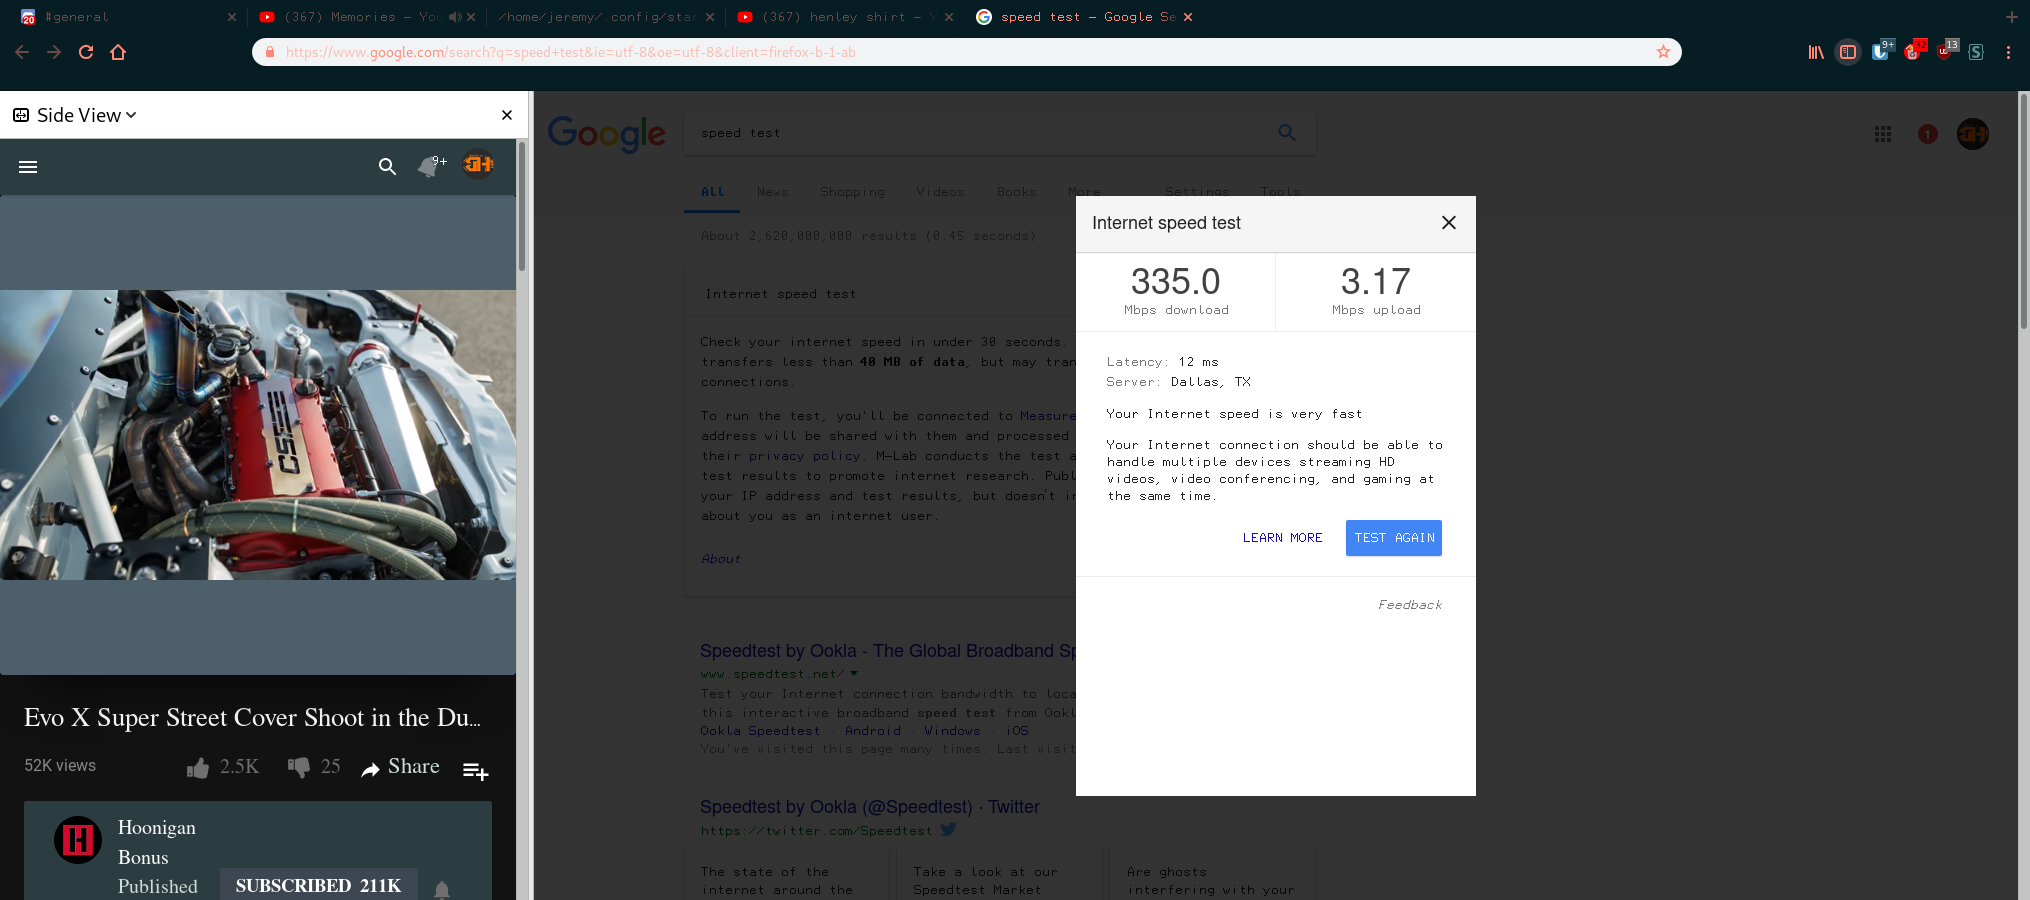 20
#general
(367) Memories – You
/home/jeremy/.config/star
(367) henley shirt – Y
speed test – Google Se
https://www.google.com/search?q=speed+test&ie=utf-8&oe=utf-8&client=firefox-b-1-ab
9+
13
S
Side View
9+
CSF
Evo X Super Street Cover Shoot in the Du...
52K views
2.5K
25
Share
Hoonigan
Bonus
Published
SUBSCRIBED 211K
Google
speed test
1
All
News
Shopping
Videos
Books
More
Settings
Tools
About 2,620,000,000 results (0.45 seconds)
Internet speed test
Check your internet speed in under 30 seconds.
transfers less than 40 MB of data, but may tran
connections.
To run the test, you'll be connected to Measure
address will be shared with them and processed
their privacy policy. M-Lab conducts the test a
test results to promote internet research. Publ
your IP address and test results, but doesn't in
about you as an internet user.
About
Speedtest by Ookla - The Global Broadband Sp
www.speedtest.net/
Test your Internet connection bandwidth to loca
this interactive broadband speed test from Ookl
Ookla Speedtest · Android · Windows · iOS
You've visited this page many times. Last visit
Speedtest by Ookla (@Speedtest) · Twitter
https://twitter.com/Speedtest
The state of the
internet around the
Take a look at our
Speedtest Market
Are ghosts
interfering with your
Internet speed test
335.0
Mbps download
3.17
Mbps upload
Latency: 12 ms
Server: Dallas, TX
Your Internet speed is very fast
Your Internet connection should be able to
handle multiple devices streaming HD
videos, video conferencing, and gaming at
the same time.
LEARN MORE
TEST AGAIN
Feedback